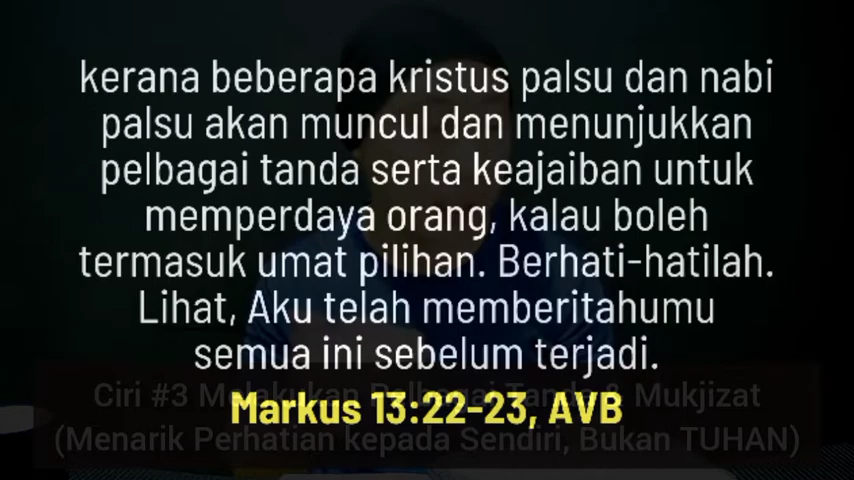 kerana beberapa kristus palsu dan nabi
palsu akan muncul dan menunjukkan
pelbagai tanda serta keajaiban untuk
memperdaya orang, kalau boleh
termasuk umat pilihan. Berhati-hatilah.
Lihat, Aku telah memberitahumu
semua ini sebelum terjadi.
Ciri #3 Melakukan Pelbagai Tanda & Mukjizat
Markus 13:22-23, AVB
(Menarik Perhatian kepada Sendiri, Bukan TUHAN)